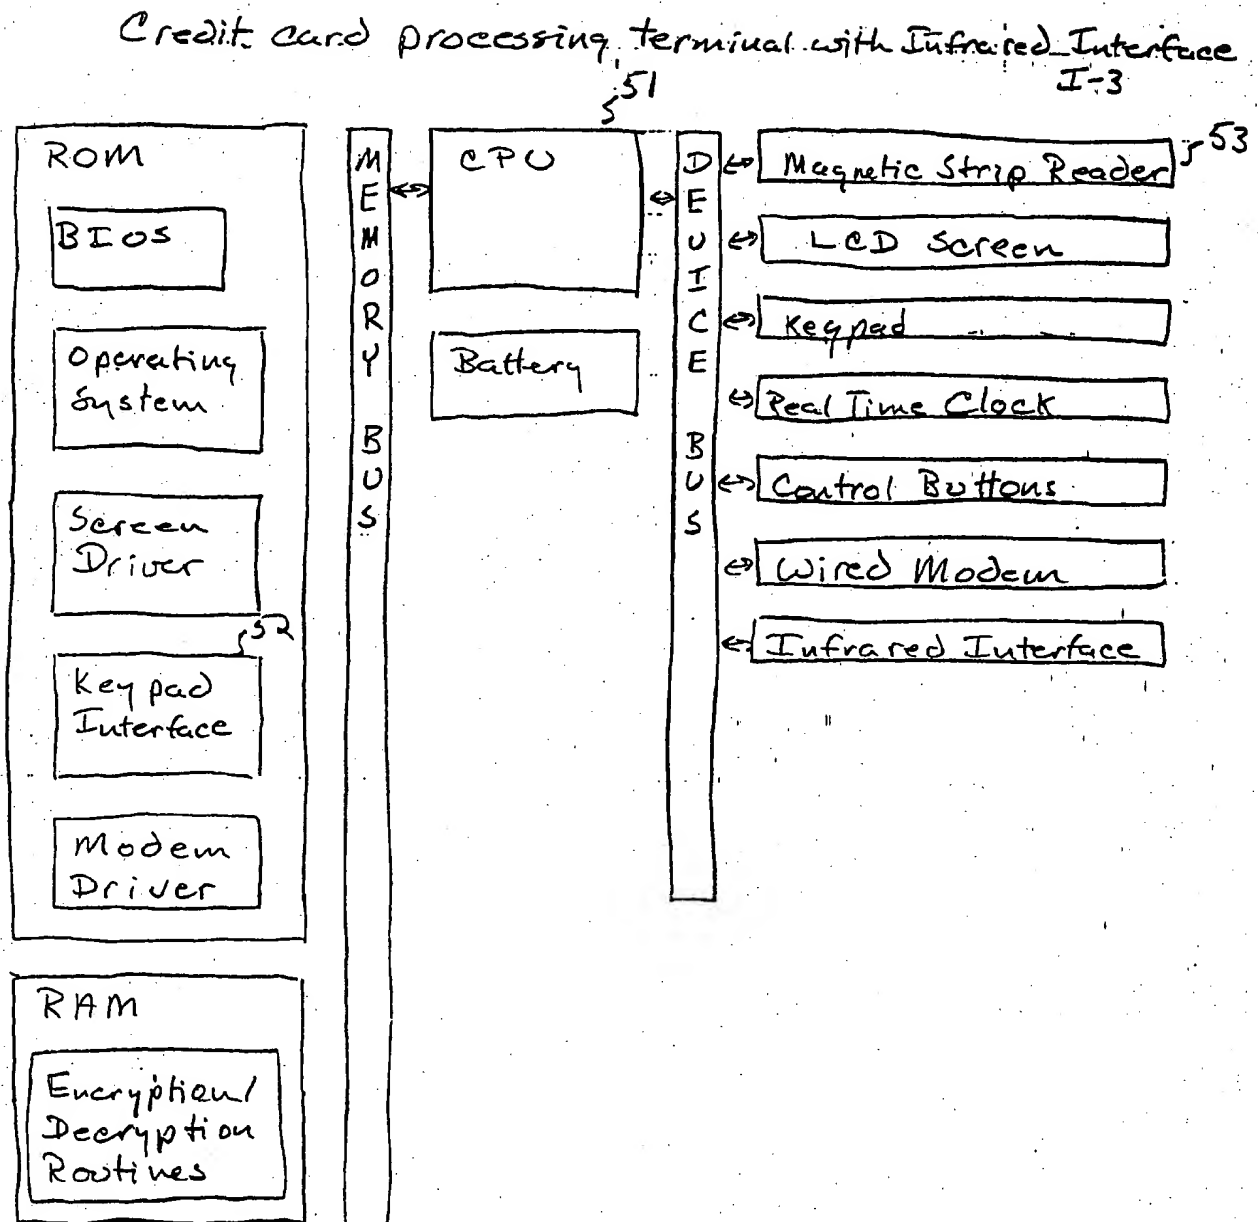 Credit card processing terminal with Infrared Interface
I-3
51
53
ROM
BIOS
Operating
System
Screen
Driver
52
Keypad
Interface
Modem
Driver
RAM
Encryption/
Decryption
Routines
MEMORY BUS
CPU
Battery
DEVICE BUS
Magnetic Strip Reader
LCD Screen
Keypad
Real Time Clock
Control Buttons
Wired Modem
Infrared Interface